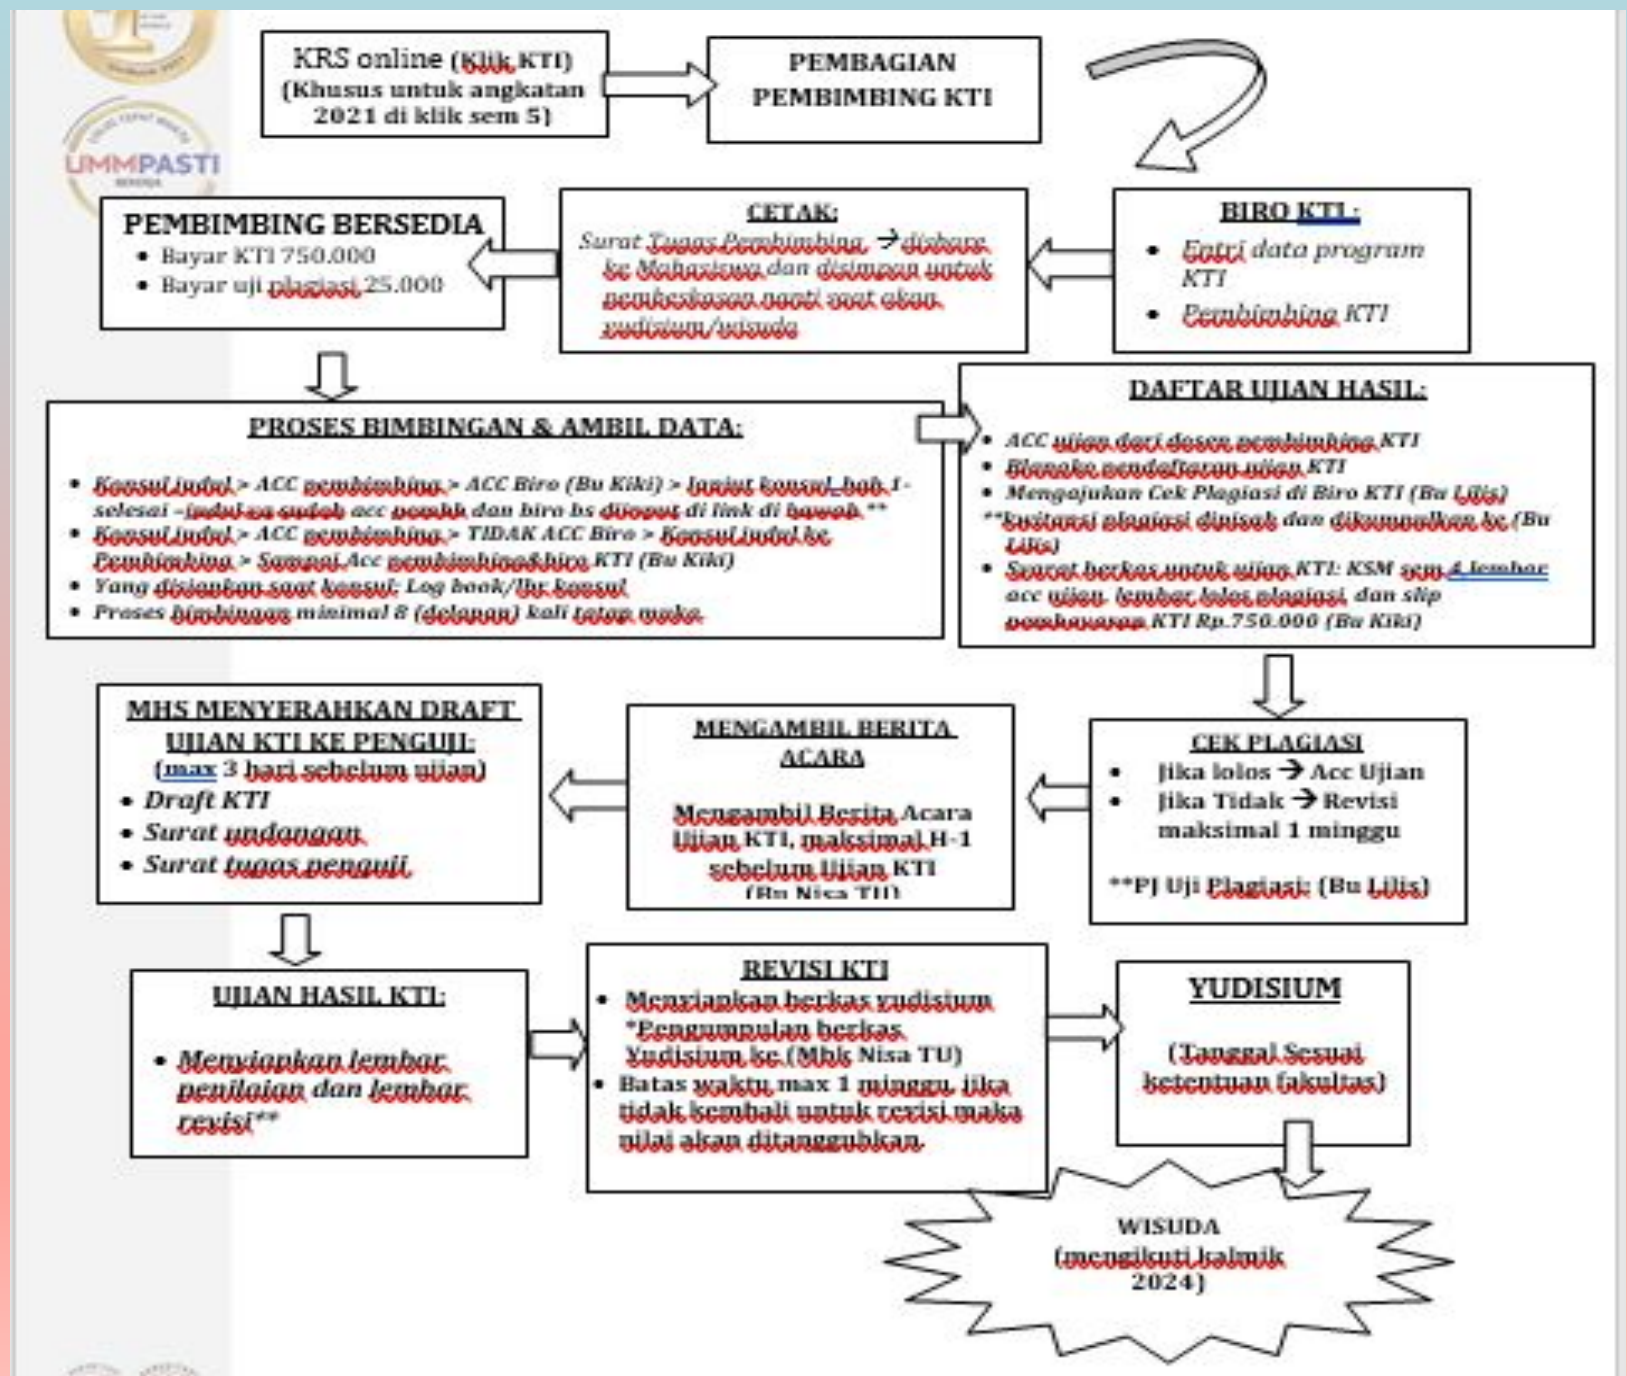 KRS online (Klik KTI)
(Khusus untuk angkatan
2021 di klik sem 5)
PEMBAGIAN
PEMBIMBING KTI
UMMPASTI
BIRO KTI :
• Entri data program
KTI
• Pembimbing KTI
CETAK:
Surat Tugas Pembimbing → dishare
ke Mahasiswa dan disimpan untuk
pemberkasan nanti saat akan
yudisium/wisuda
PEMBIMBING BERSEDIA
• Bayar KTI 750.000
• Bayar uji plagiasi 25.000
PROSES BIMBINGAN & AMBIL DATA:
• Konsul judul > ACC pembimbing > ACC Biro (Bu Kiki) > lanjut konsul bab 1-
selesai – sudah acc dan biro bs diinput di link di bawah **
• Konsul judul > ACC pembimbing > TIDAK ACC Biro > Konsul judul ke
Pembimbing > Sampai Acc pembimbing&biro KTI (Bu Kiki)
• Yang disiapkan saat konsul: Log book/lbr konsul
• Proses bimbingan minimal 8 (delapan) kali tatap muka
DAFTAR UJIAN HASIL:
• ACC ujian dari dosen pembimbing KTI
• Blangko pendaftaran ujian KTI
• Mengajukan Cek Plagiasi di Biro KTI (Bu Lilis)
**kwitansi plagiasi dipisah dan dikumpulkan ke (Bu
Lilis)
• Syarat berkas untuk ujian KTI: KSM sem 4 lembar
acc ujian, lembar lolos plagiasi, dan slip
pembayaran KTI Rp.750.000 (Bu Kiki)
CEK PLAGIASI
• Jika lolos → Acc Ujian
• Jika Tidak → Revisi
maksimal 1 minggu
**PJ Uji Plagiasi: (Bu Lilis)
MENGAMBIL BERITA
ACARA
Mengambil Berita Acara
Ujian KTI, maksimal H-1
sebelum Ujian KTI
(Bu Nisa TU)
MHS MENYERAHKAN DRAFT
UJIAN KTI KE PENGUJI:
(max 3 hari sebelum ujian)
• Draft KTI
• Surat undangan
• Surat tugas penguji
UJIAN HASIL KTI:
• Menyiapkan lembar
penilaian dan lembar
revisi**
REVISI KTI
• Menyiapkan berkas yudisium
*Pengumpulan berkas
Yudisium ke (Mbk Nisa TU)
• Batas waktu max 1 minggu, jika
tidak kembali untuk revisi maka
nilai akan ditangguhkan.
YUDISIUM
(Tanggal Sesuai
ketentuan fakultas)
WISUDA
(mengikuti kalmik
2024)